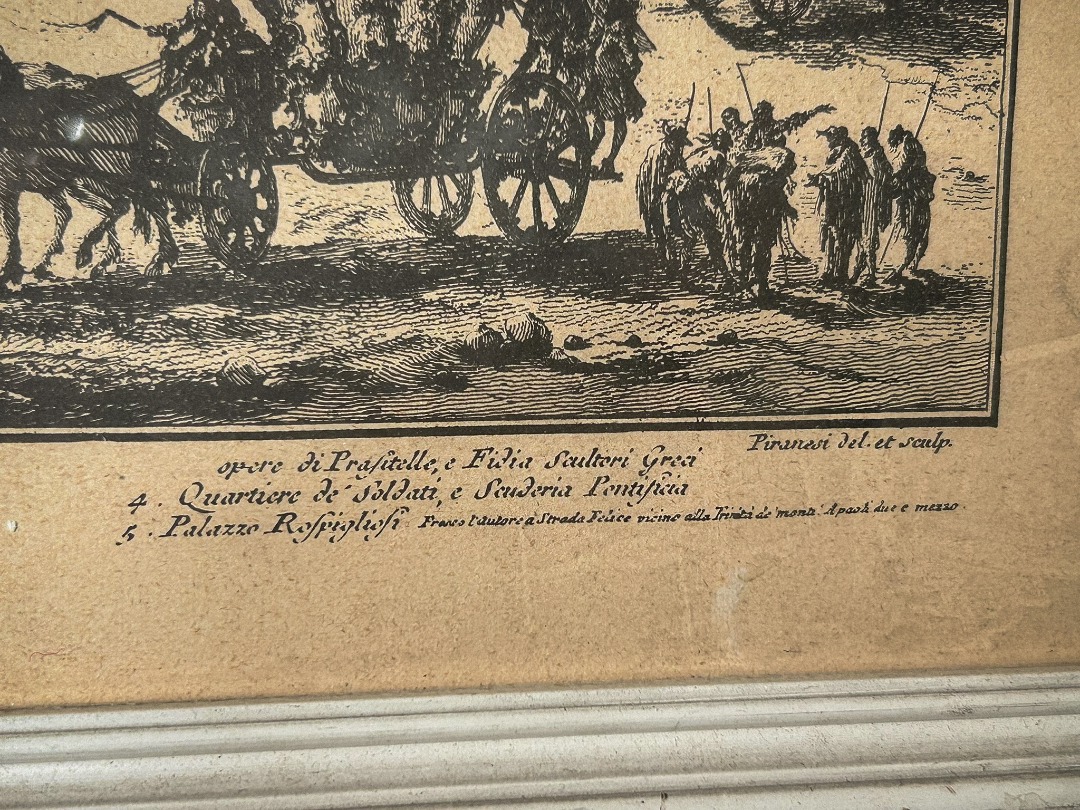 opere di Prasitelle, e Fidia Scultori Greci
Piranesi del. et sculp.
4. Quartiere de' Soldati, e Scuderia Pontificia
5. Palazzo Rospigliosi Presso l'autore a Strada Felice vicino alla Trinità de' monti. A paoli due e mezzo.